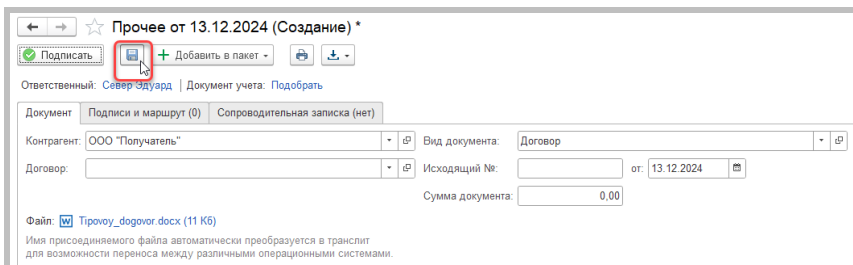 Прочее от 13.12.2024 (Создание) *
Подписать Добавить в пакет
Ответственный: Север Эдуард | Документ учета: Подобрать
Документ Подписи и маршрут (0) Сопроводительная записка (нет)
Контрагент: ООО "Получатель" Вид документа: Договор
Договор: Исходящий №: от: 13.12.2024
Сумма документа: 0,00
Файл: Tipovoy_dogovor.docx (11 Кб)
Имя присоединяемого файла автоматически преобразуется в транслит
для возможности переноса между различными операционными системами.